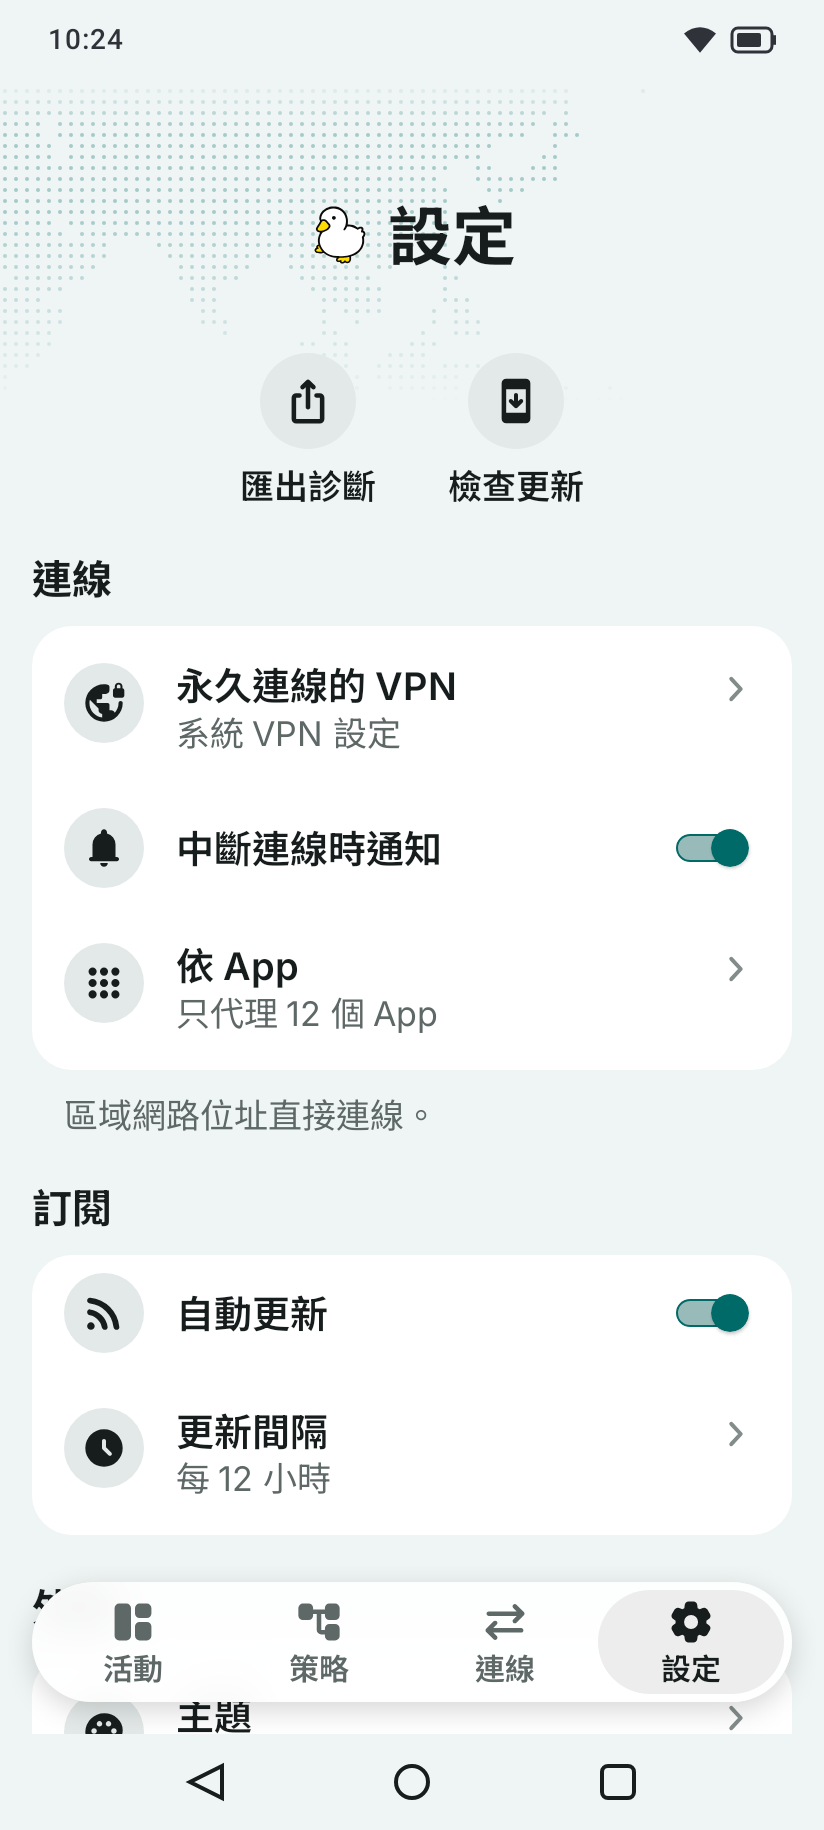 10:24
設定
匯出診斷
檢查更新
連線
永久連線的 VPN
系統 VPN 設定
中斷連線時通知
依 App
只代理 12 個 App
區域網路位址直接連線。
訂閱
自動更新
更新間隔
每 12 小時
活動
策略
連線
設定
主題